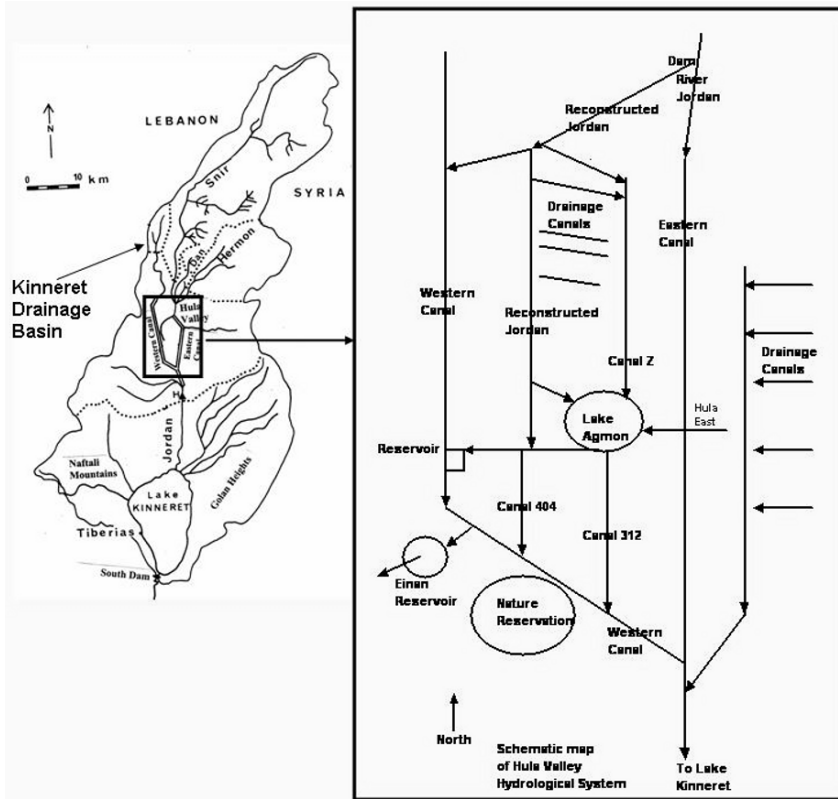 LEBANON
N
0 10
km
SYRIA
Snir
Dan
Hermon
Kinneret
Drainage
Basin
Hula
Valley
Western Canal
Eastern
Canal
H
Jordan
Naftali
Mountains
Golan Heights
Lake
KINNERET
Tiberias
South Dam
Dam
River
Jordan
Reconstructed
Jordan
Drainage
Canals
Eastern
Canal
Western
Canal
Reconstructed
Jordan
Canal Z
Drainage
Canals
Lake
Agmon
Hula
East
Reservoir
Canal 404
Canal 312
Einan
Reservoir
Nature
Reservation
Western
Canal
North
Schematic map
of Hula Valley
Hydrological System
To Lake
Kinneret